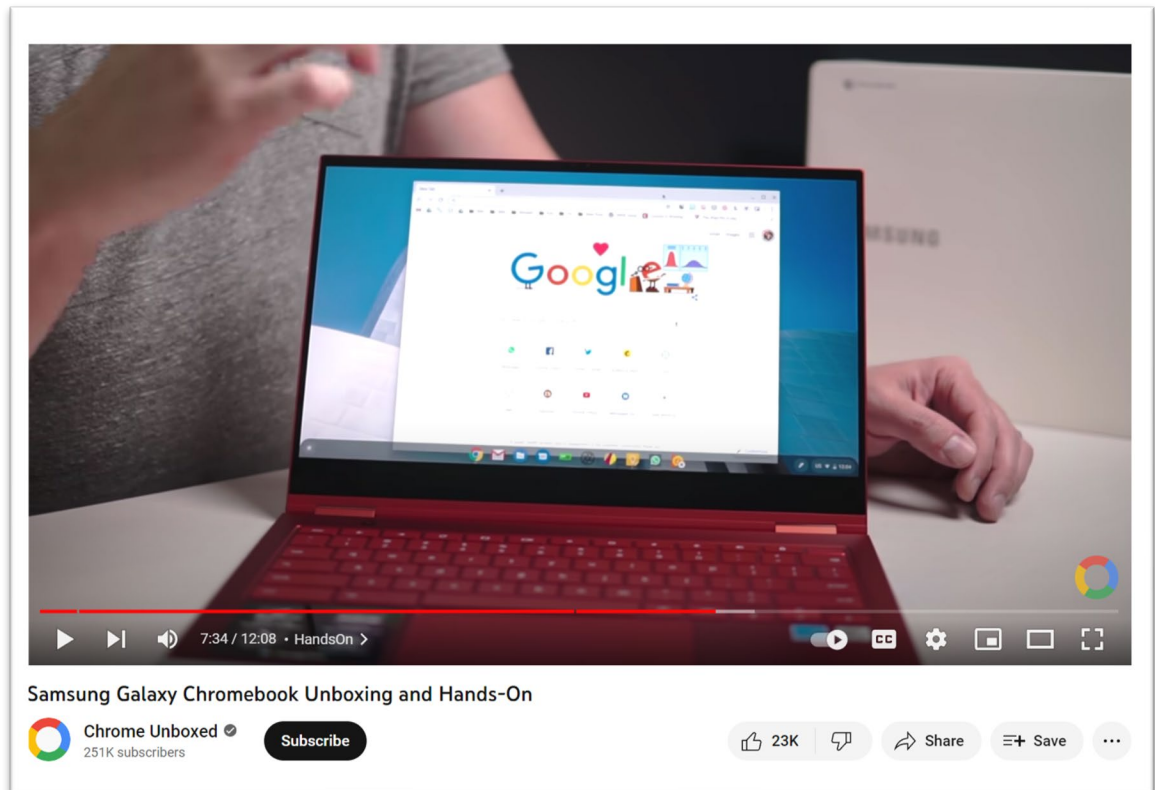 SAMSUNG
Google
7:34 / 12:08 • HandsOn
CC
Samsung Galaxy Chromebook Unboxing and Hands-On
Chrome Unboxed
251K subscribers
Subscribe
23K
Share
Save